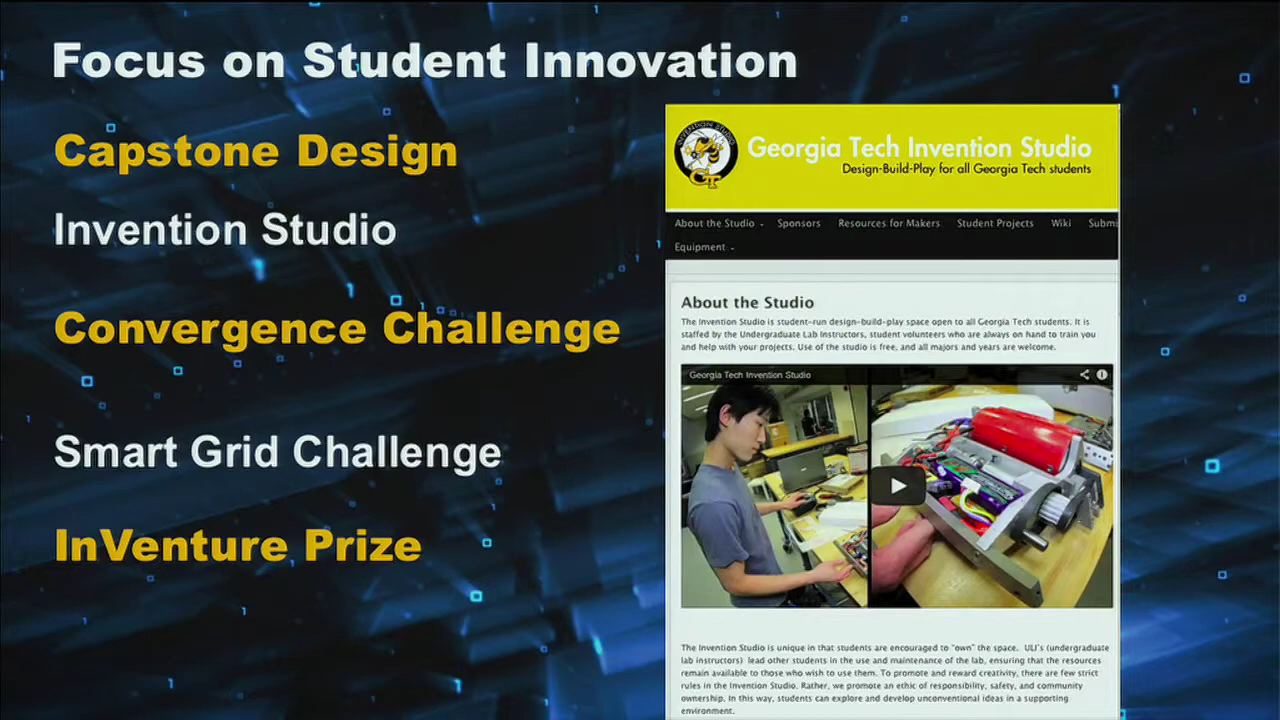 Focus on Student Innovation
Capstone Design
Invention Studio
Convergence Challenge
Smart Grid Challenge
InVenture Prize
INVENTION STUDIO
GT
Georgia Tech Invention Studio
Design-Build-Play for all Georgia Tech students
About the Studio Sponsors Resources for Makers Student Projects Wiki Submi
Equipment
About the Studio
The Invention Studio is student-run design-build-play space open to all Georgia Tech students. It is
staffed by the Undergraduate Lab Instructors, student volunteers who are always on hand to train you
and help with your projects. Use of the studio is free, and all majors and years are welcome.
Georgia Tech Invention Studio
The Invention Studio is unique in that students are encouraged to "own" the space. ULI's (undergraduate
lab instructors) lead other students in the use and maintenance of the lab, ensuring that the resources
remain available to those who wish to use them. To promote and reward creativity, there are few strict
rules in the Invention Studio. Rather, we promote an ethic of responsibility, safety, and community
ownership. In this way, students can explore and develop unconventional ideas in a supporting
environment.